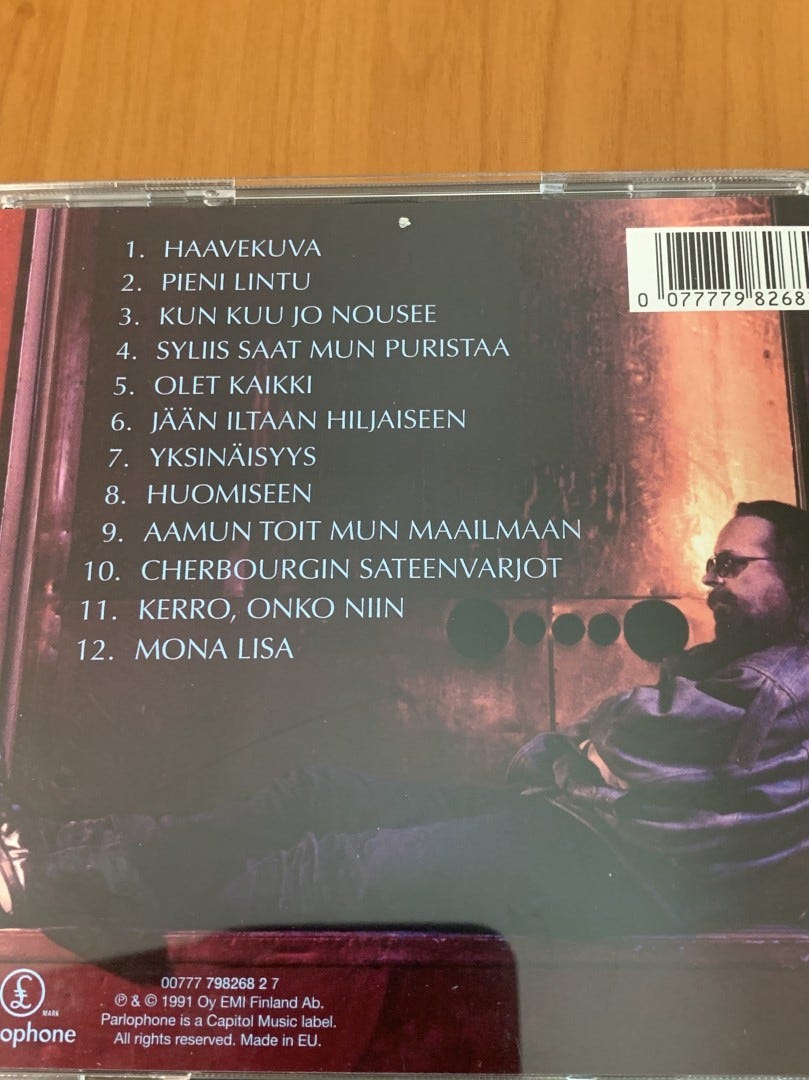 1. HAAVEKUVA
2. PIENI LINTU
3. KUN KUU JO NOUSEE
4. SYLIIS SAAT MUN PURISTAA
5. OLET KAIKKI
6. JÄÄN ILTAAN HILJAISEEN
7. YKSINÄISYYS
8. HUOMISEEN
9. AAMUN TOIT MUN MAAILMAAN
10. CHERBOURGIN SATEENVARJOT
11. KERRO, ONKO NIIN
12. MONA LISA
0 077779 8268
00777 798268 2 7
℗ & © 1991 Oy EMI Finland Ab.
Parlophone is a Capitol Music label.
All rights reserved. Made in EU.
£ MARK
ophone